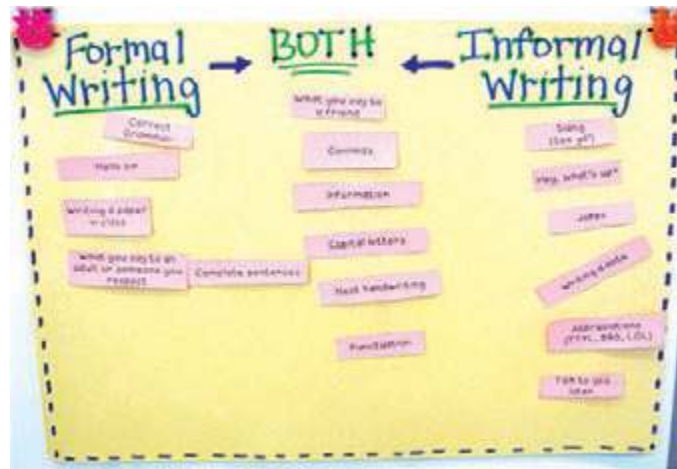 Formal
Writing
BOTH
Informal
Writing
Correct
Grammar
Hello sir
Writing a paper
in class
What you say to an
adult or someone you
respect
Complete sentences
What you say to
a friend
Commas
Information
Capital letters
Neat handwriting
Punctuation
Slang
Hey, what's up?
Jokes
Writing a note
Abbreviations
LOL)
Talk to you
later